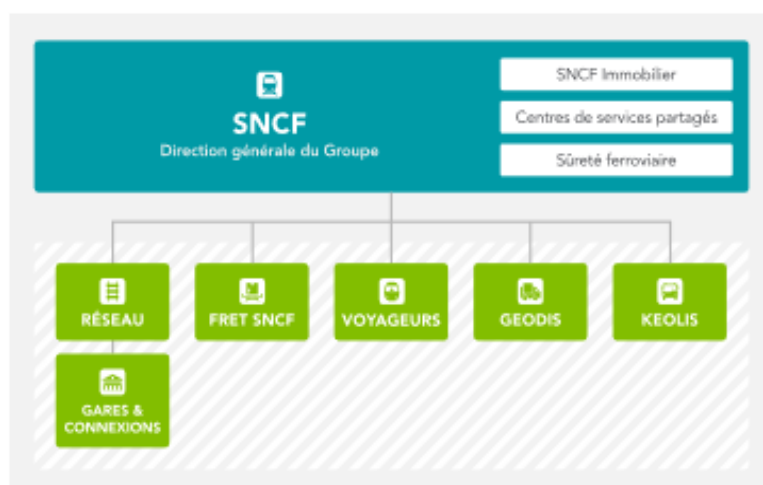 SNCF
Direction générale du Groupe
SNCF Immobilier
Centres de services partagés
Sûreté ferroviaire
RÉSEAU
FRET SNCF
VOYAGEURS
GEODIS
KEOLIS
GARES &
CONNEXIONS